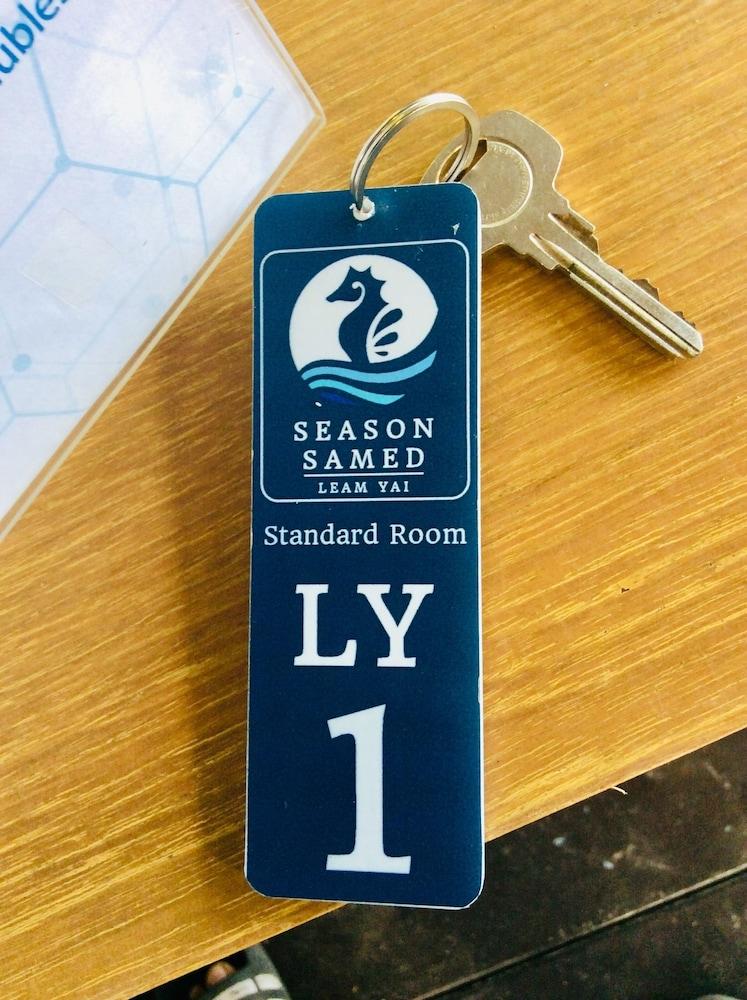 SEASON
SAMED
LEAM YAI
Standard Room
LY
1